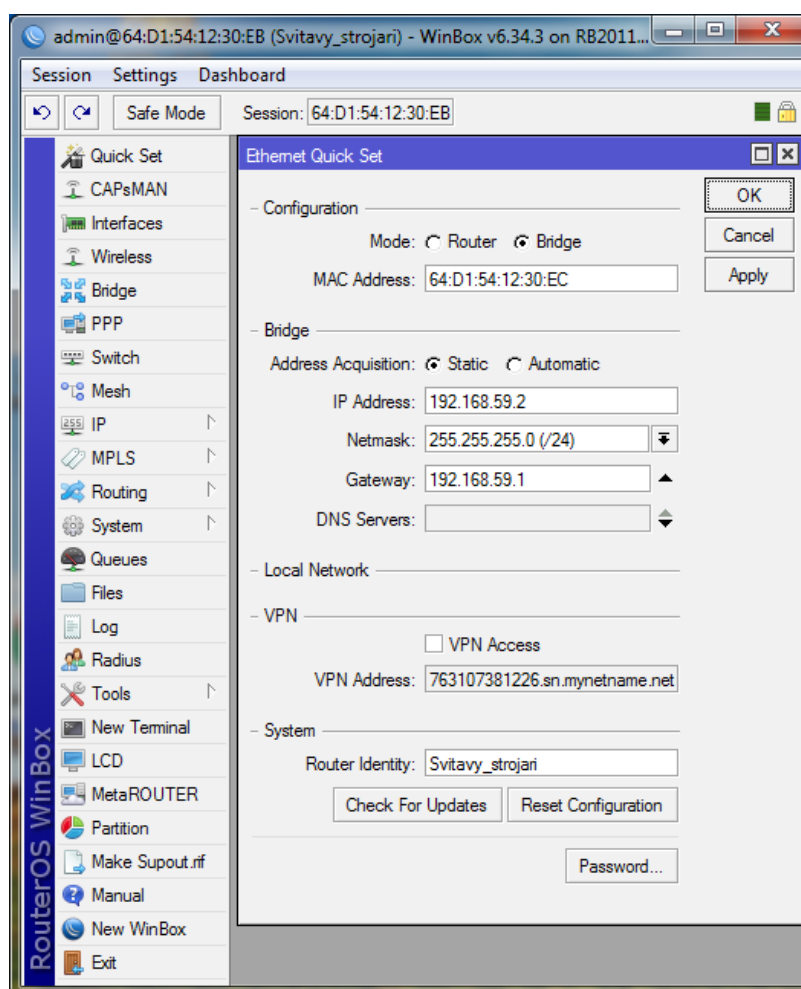 admin@64:D1:54:12:30:EB (Svitavy_strojari) - WinBox v6.34.3 on RB2011...
Session Settings Dashboard
Safe Mode Session: 64:D1:54:12:30:EB
RouterOS WinBox
Quick Set
CAPsMAN
Interfaces
Wireless
Bridge
PPP
Switch
Mesh
IP
MPLS
Routing
System
Queues
Files
Log
Radius
Tools
New Terminal
LCD
MetaROUTER
Partition
Make Supout.rif
Manual
New WinBox
Exit
Ethernet Quick Set
Configuration
Mode: Router Bridge
MAC Address: 64:D1:54:12:30:EC
Bridge
Address Acquisition: Static Automatic
IP Address: 192.168.59.2
Netmask: 255.255.255.0 (/24)
Gateway: 192.168.59.1
DNS Servers:
Local Network
VPN
VPN Access
VPN Address: 763107381226.sn.mynetname.net
System
Router Identity: Svitavy_strojari
Check For Updates Reset Configuration
Password...
OK
Cancel
Apply